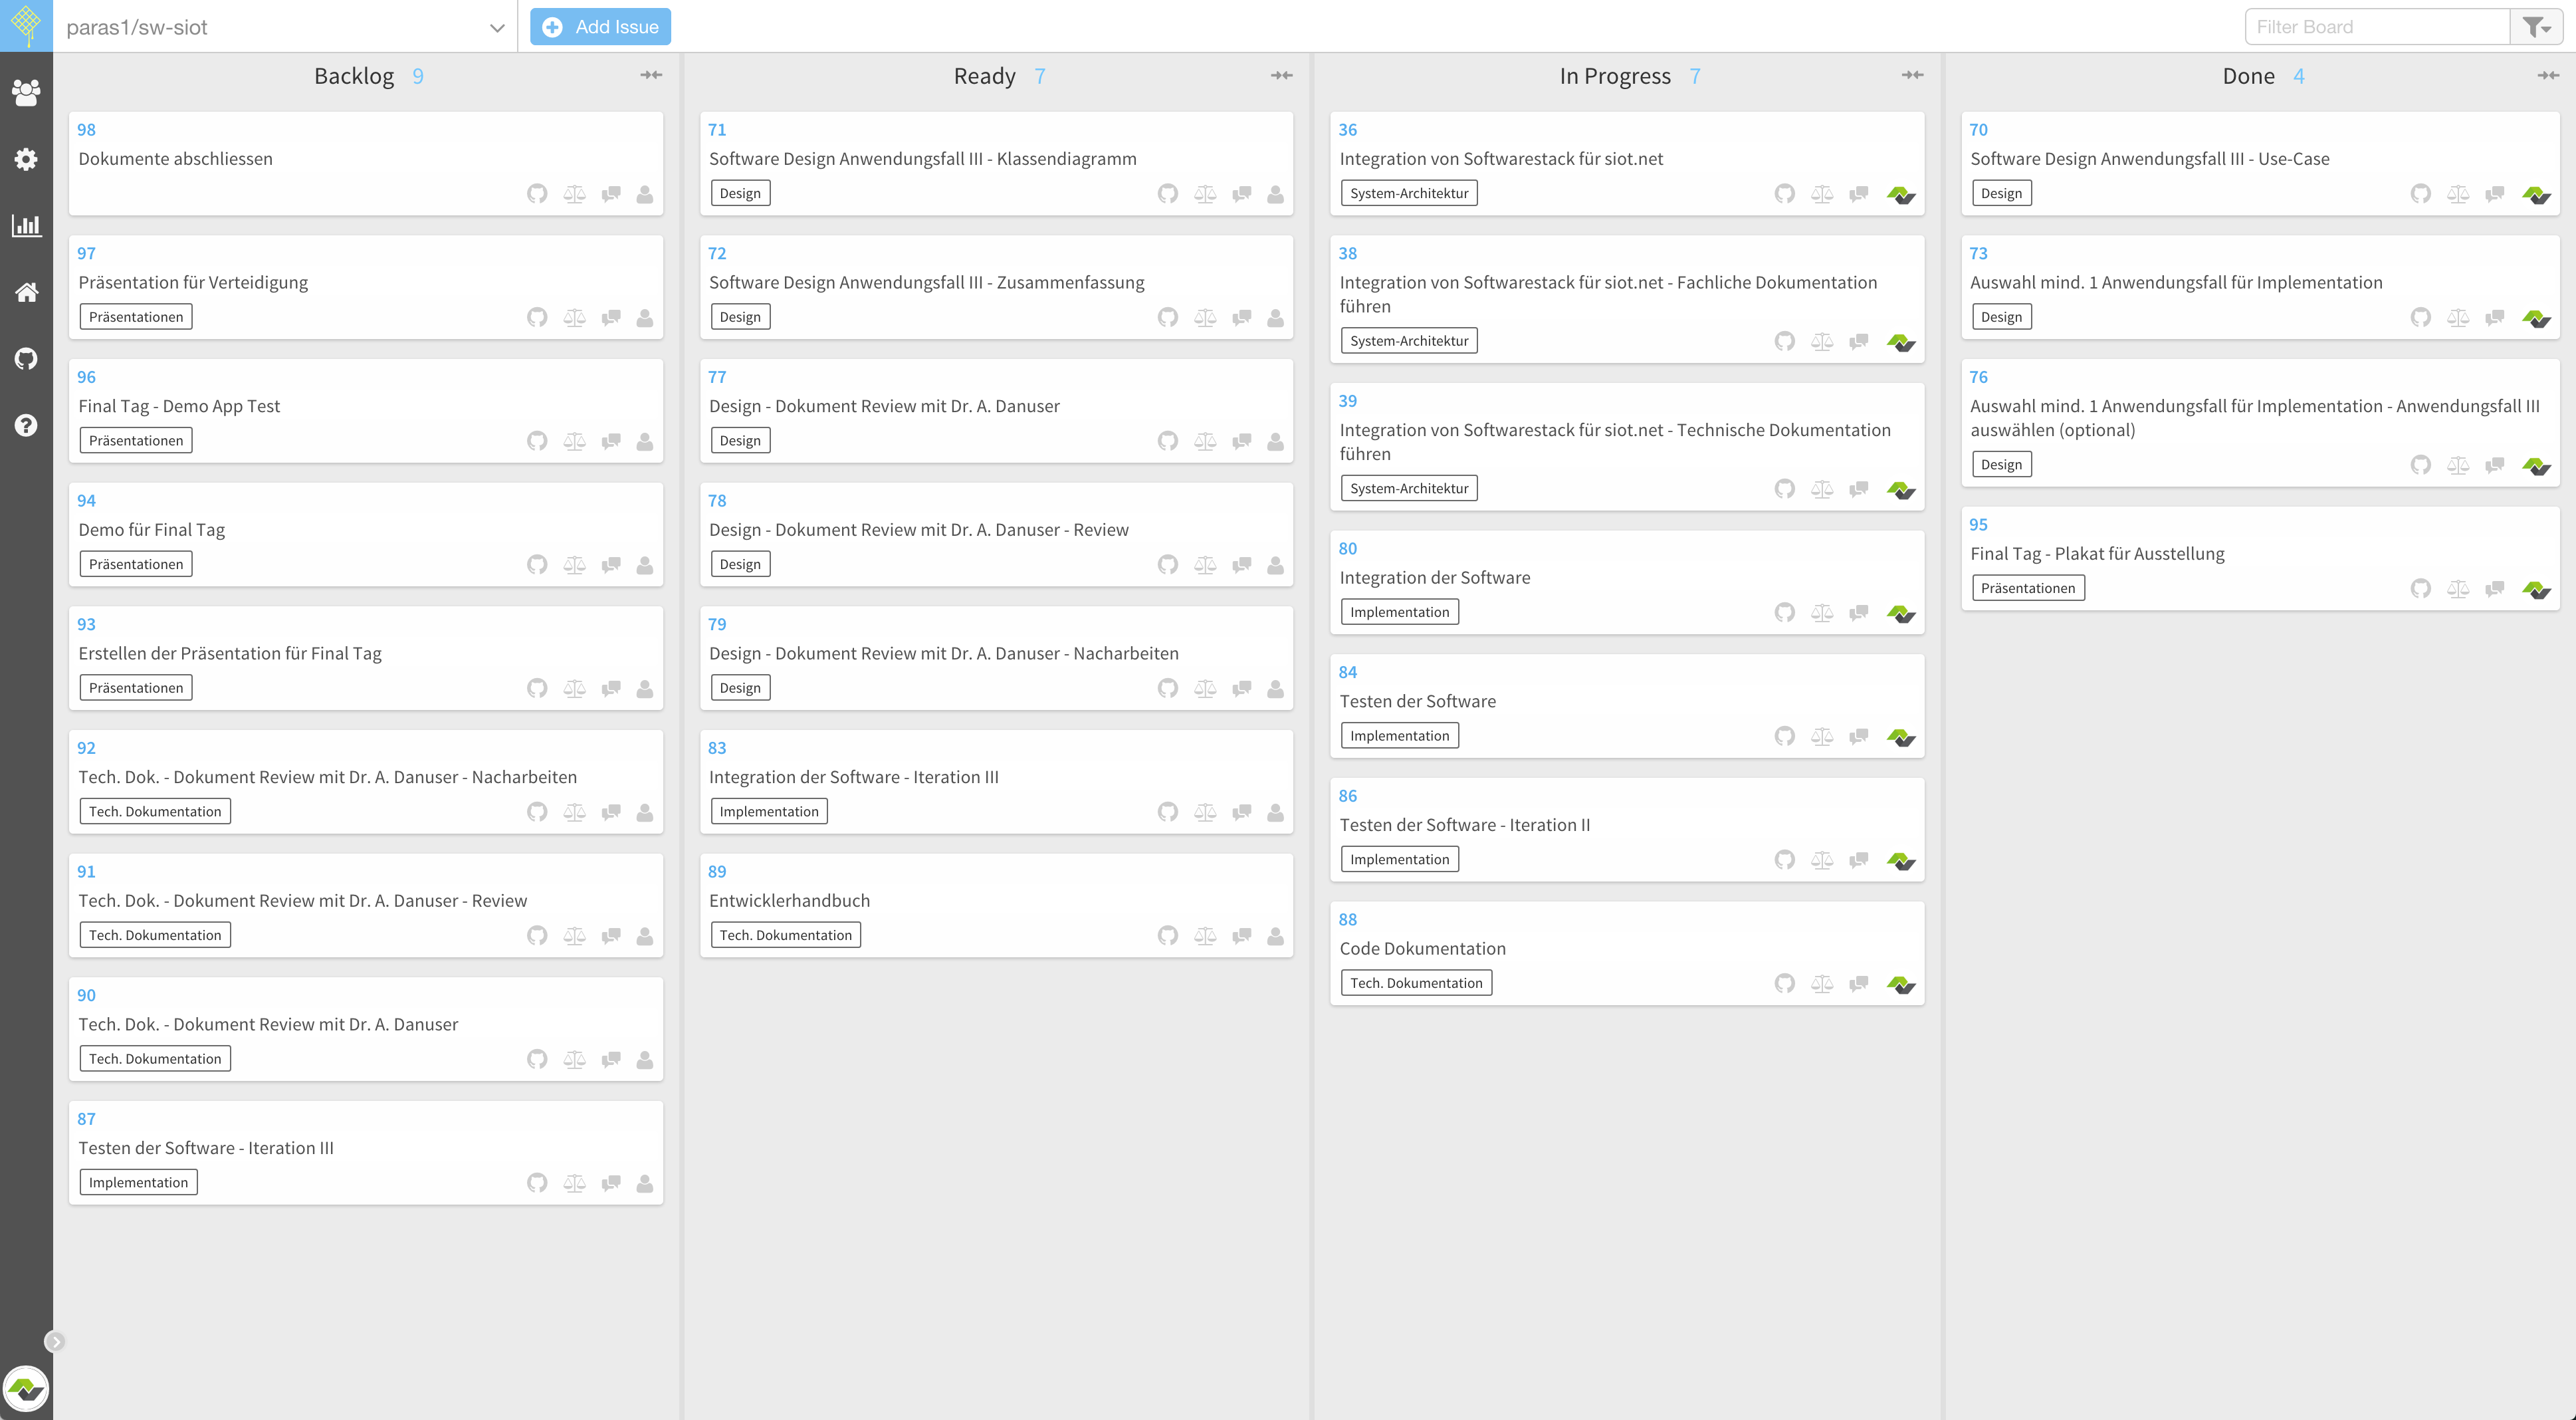 paras1/sw-siot
Add Issue
Filter Board
Backlog 9
98
Dokumente abschliessen
97
Präsentation für Verteidigung
Präsentationen
96
Final Tag - Demo App Test
Präsentationen
94
Demo für Final Tag
Präsentationen
93
Erstellen der Präsentation für Final Tag
Präsentationen
92
Tech. Dok. - Dokument Review mit Dr. A. Danuser - Nacharbeiten
Tech. Dokumentation
91
Tech. Dok. - Dokument Review mit Dr. A. Danuser - Review
Tech. Dokumentation
90
Tech. Dok. - Dokument Review mit Dr. A. Danuser
Tech. Dokumentation
87
Testen der Software - Iteration III
Implementation
Ready 7
71
Software Design Anwendungsfall III - Klassendiagramm
Design
72
Software Design Anwendungsfall III - Zusammenfassung
Design
77
Design - Dokument Review mit Dr. A. Danuser
Design
78
Design - Dokument Review mit Dr. A. Danuser - Review
Design
79
Design - Dokument Review mit Dr. A. Danuser - Nacharbeiten
Design
83
Integration der Software - Iteration III
Implementation
89
Entwicklerhandbuch
Tech. Dokumentation
In Progress 7
36
Integration von Softwarestack für siot.net
System-Architektur
38
Integration von Softwarestack für siot.net - Fachliche Dokumentation
führen
System-Architektur
39
Integration von Softwarestack für siot.net - Technische Dokumentation
führen
System-Architektur
80
Integration der Software
Implementation
84
Testen der Software
Implementation
86
Testen der Software - Iteration II
Implementation
88
Code Dokumentation
Tech. Dokumentation
Done 4
70
Software Design Anwendungsfall III - Use-Case
Design
73
Auswahl mind. 1 Anwendungsfall für Implementation
Design
76
Auswahl mind. 1 Anwendungsfall für Implementation - Anwendungsfall III
auswählen (optional)
Design
95
Final Tag - Plakat für Ausstellung
Präsentationen